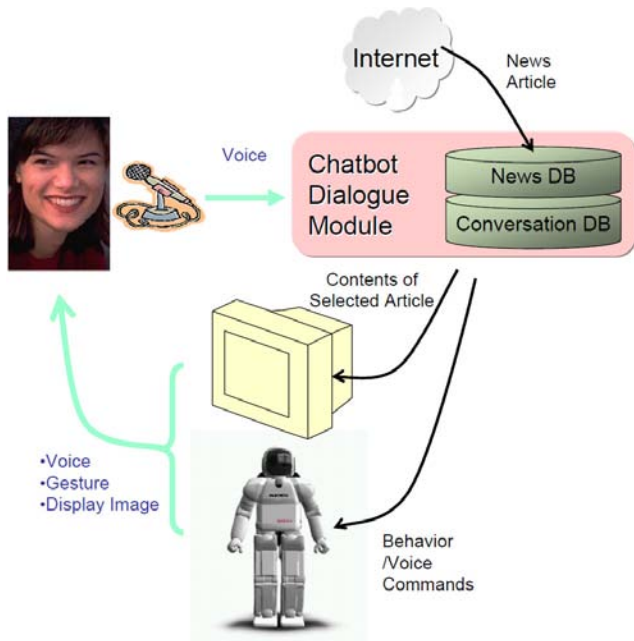 Internet
News
Article
Voice
Chatbot
Dialogue
Module
News DB
Conversation DB
Contents of
Selected Article
•Voice
•Gesture
•Display Image
Behavior
/Voice
Commands